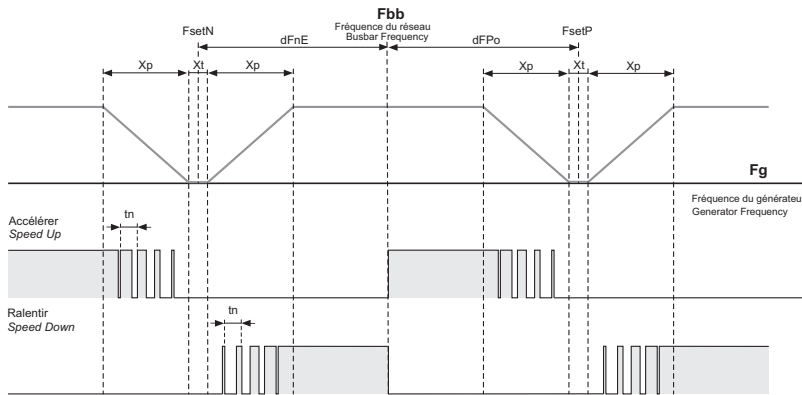 Fbb
Fréquence du réseau
Busbar Frequency
FsetN
FsetP
dFnE
dFPo
Xp
Xt
Xp
Xp
Xt
Xp
Fg
Fréquence du générateur
Generator Frequency
Accélérer
Speed Up
tn
Ralentir
Speed Down
tn